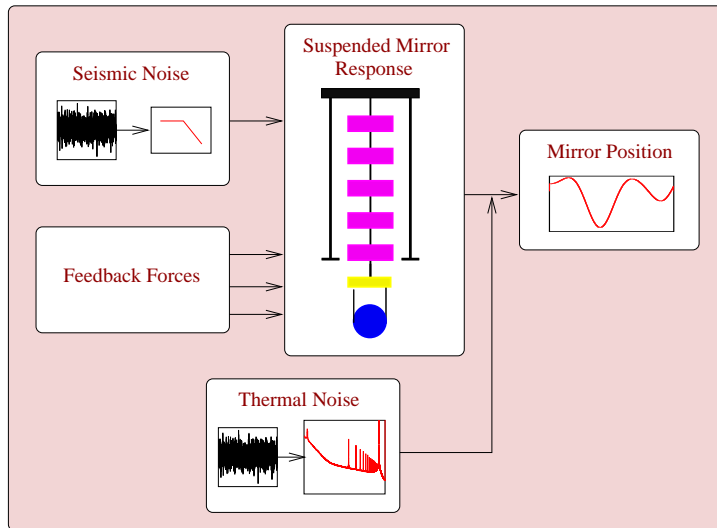 Suspended Mirror
Response
Seismic Noise
Mirror Position
Feedback Forces
Thermal Noise